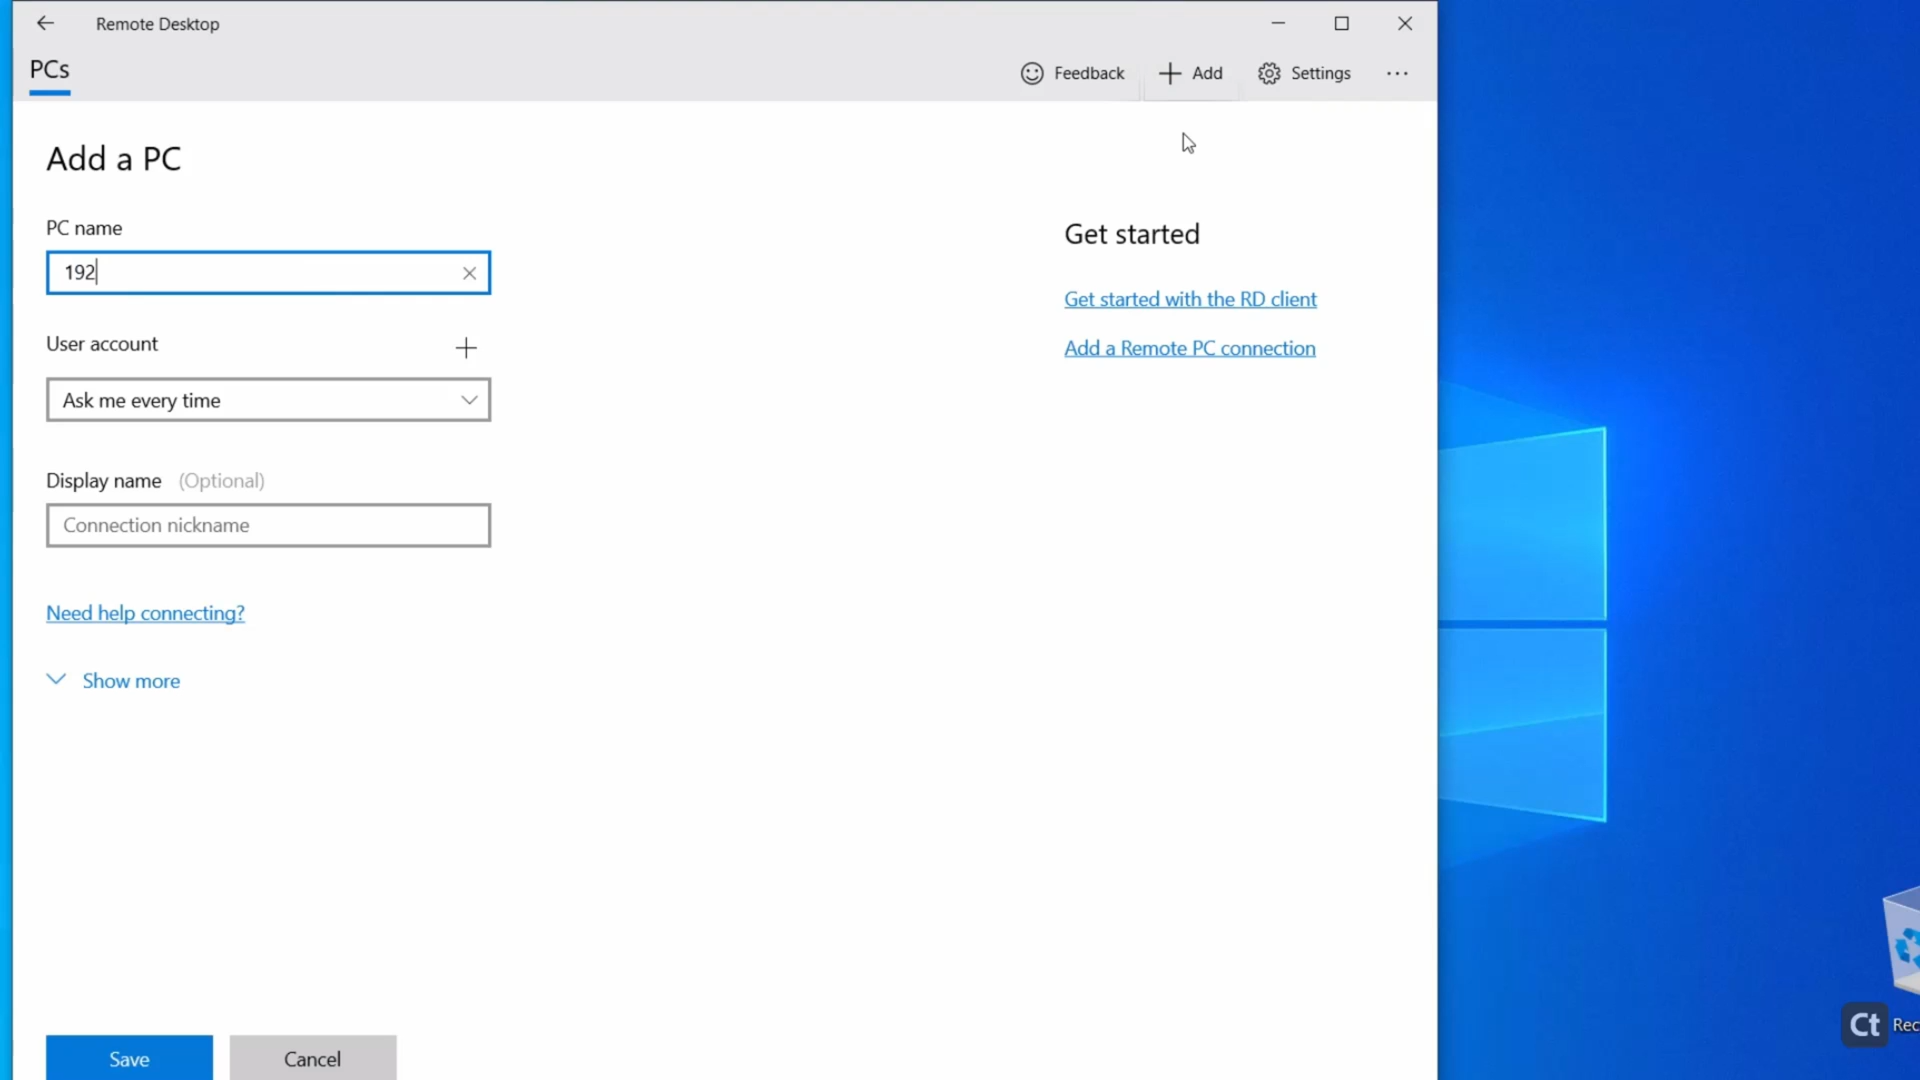 Remote Desktop
PCs
Feedback
Add
Settings
Add a PC
PC name
192
User account
Ask me every time
Display name (Optional)
Connection nickname
Need help connecting?
Show more
Get started
Get started with the RD client
Add a Remote PC connection
Save
Cancel
Ct
Rec